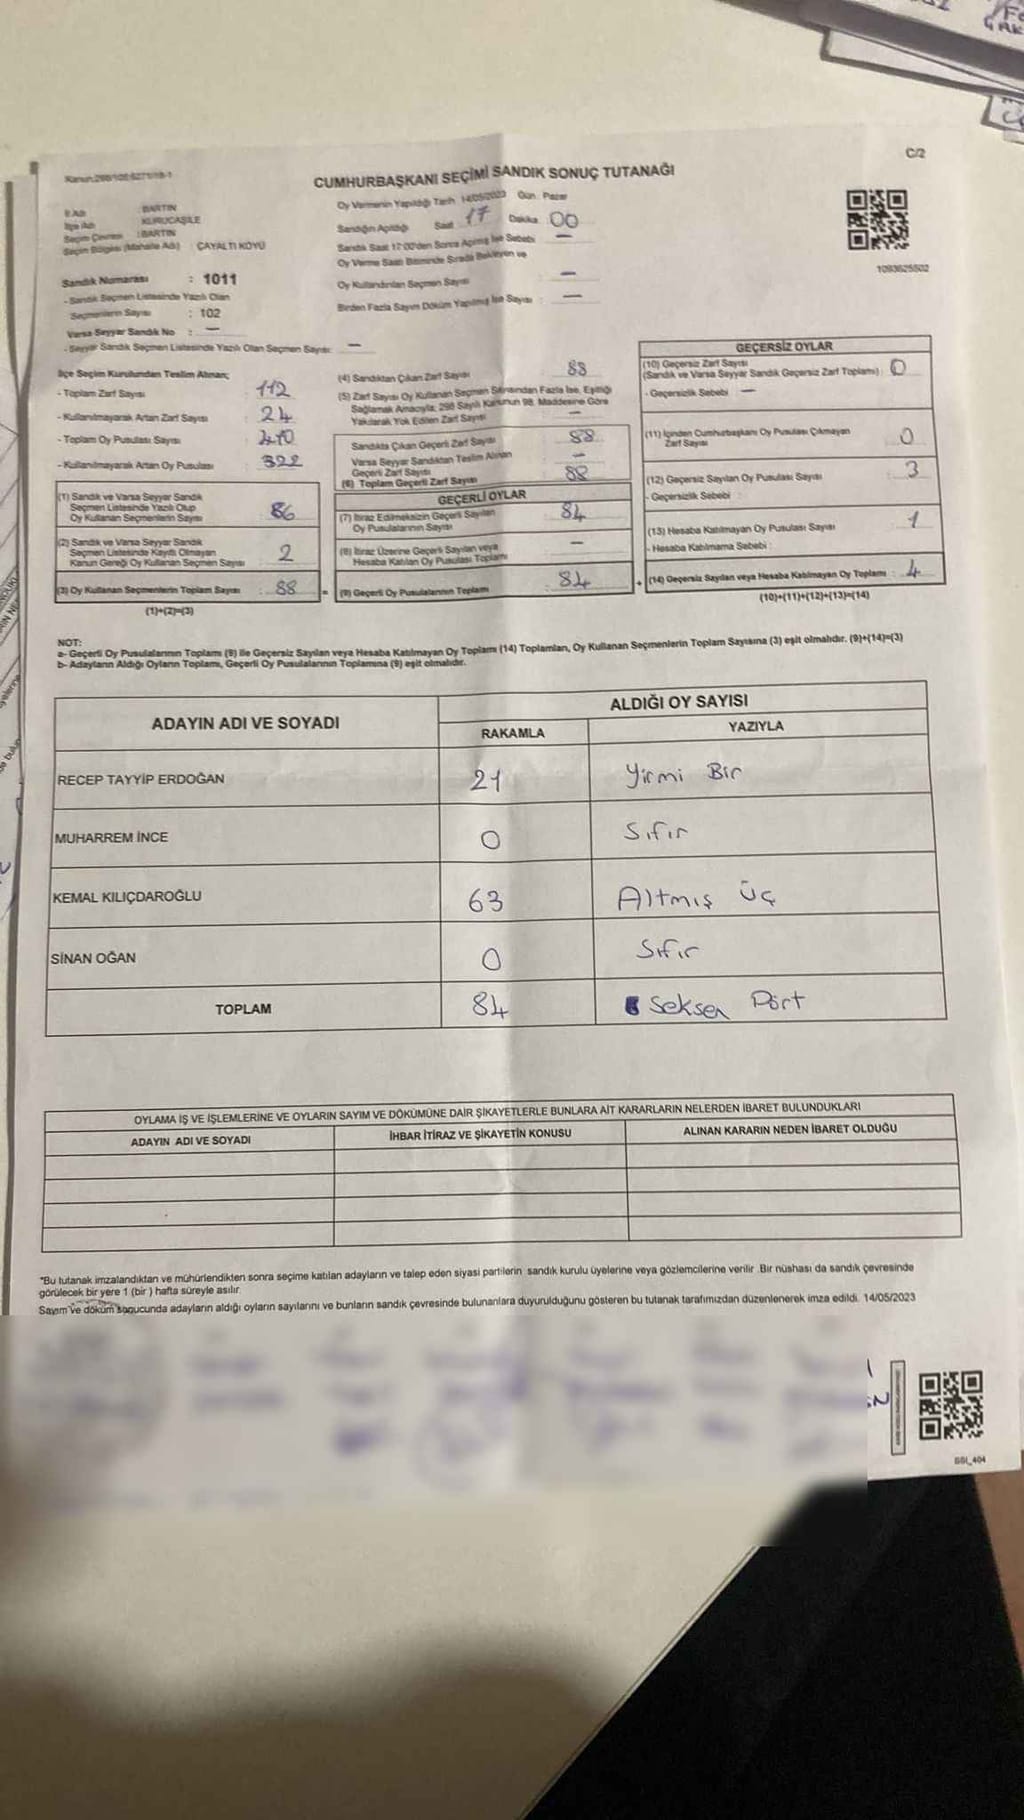 C/2
CUMHURBAŞKANI SEÇİMİ SANDIK SONUÇ TUTANAĞI
İl Adı : BARTIN
İlçe Adı : KURUCAŞİLE
Seçim Çevresi : BARTIN
Seçim Bölgesi (Mahalle Adı) : ÇAYALTI KÖYÜ
Oy Vermenin Yapıldığı Tarih 14/05/2023 Gün Pazar
Sandığın Açıldığı Saat 17 Dakika 00
Sandık Saat 17:00'den Sonra Açılmış İse Sebebi —
Oy Verme Saati Bitiminde Sırada Bekleyen ve
Oy Kullandırılan Seçmen Sayısı —
Birden Fazla Sayım Döküm Yapılmış İse Sayısı : —
1093625502
Sandık Numarası : 1011
- Sandık Seçmen Listesinde Yazılı Olan
Seçmenlerin Sayısı : 102
Varsa Seyyar Sandık No : —
- Seyyar Sandık Seçmen Listesinde Yazılı Olan Seçmen Sayısı: —
İlçe Seçim Kurulundan Teslim Alınan;
- Toplam Zarf Sayısı : 112
- Kullanılmayarak Artan Zarf Sayısı : 24
- Toplam Oy Pusulası Sayısı : 410
- Kullanılmayarak Artan Oy Pusulası : 322
(1) Sandık ve Varsa Seyyar Sandık
Seçmen Listesinde Yazılı Olup
Oy Kullanan Seçmenlerin Sayısı : 86
(2) Sandık ve Varsa Seyyar Sandık
Seçmen Listesinde Kayıtlı Olmayan
Kanun Gereği Oy Kullanan Seçmen Sayısı : 2
(3) Oy Kullanan Seçmenlerin Toplam Sayısı : 88
(1)+(2)=(3)
(4) Sandıktan Çıkan Zarf Sayısı : 88
(5) Zarf Sayısı Oy Kullanan Seçmen Sayısından Fazla İse, Eşitliği
Sağlamak Amacıyla; 298 Sayılı Kanunun 98. Maddesine Göre
Yakılarak Yok Edilen Zarf Sayısı : —
Sandıkta Çıkan Geçerli Zarf Sayısı : 88
Varsa Seyyar Sandıktan Teslim Alınan
Geçerli Zarf Sayısı : —
(6) Toplam Geçerli Zarf Sayısı : 88
GEÇERLİ OYLAR
(7) İtiraz Edilmeksizin Geçerli Sayılan
Oy Pusulalarının Sayısı : 84
(8) İtiraz Üzerine Geçerli Sayılan veya
Hesaba Katılan Oy Pusulası Toplamı : —
= (9) Geçerli Oy Pusulalarının Toplamı : 84
GEÇERSİZ OYLAR
(10) Geçersiz Zarf Sayısı
(Sandık ve Varsa Seyyar Sandık Geçersiz Zarf Toplamı) : 0
- Geçersizlik Sebebi : —
(11) İçinden Cumhurbaşkanı Oy Pusulası Çıkmayan
Zarf Sayısı : 0
(12) Geçersiz Sayılan Oy Pusulası Sayısı : 3
- Geçersizlik Sebebi :
(13) Hesaba Katılmayan Oy Pusulası Sayısı : 1
- Hesaba Katılmama Sebebi :
+ (14) Geçersiz Sayılan veya Hesaba Katılmayan Oy Toplamı : 4
(10)+(11)+(12)+(13)=(14)
NOT:
a- Geçerli Oy Pusulalarının Toplamı (9) ile Geçersiz Sayılan veya Hesaba Katılmayan Oy Toplamı (14) Toplamları, Oy Kullanan Seçmenlerin Toplam Sayısına (3) eşit olmalıdır. (9)+(14)=(3)
b- Adayların Aldığı Oyların Toplamı, Geçerli Oy Pusulalarının Toplamına (9) eşit olmalıdır.
ADAYIN ADI VE SOYADI
ALDIĞI OY SAYISI
RAKAMLA YAZIYLA
RECEP TAYYİP ERDOĞAN 21 Yirmi Bir
MUHARREM İNCE 0 Sıfır
KEMAL KILIÇDAROĞLU 63 Altmış Üç
SİNAN OĞAN 0 Sıfır
TOPLAM 84 Seksen Dört
OYLAMA İŞ VE İŞLEMLERİNE VE OYLARIN SAYIM VE DÖKÜMÜNE DAİR ŞİKAYETLERLE BUNLARA AİT KARARLARIN NELERDEN İBARET BULUNDUKLARI
ADAYIN ADI VE SOYADI İHBAR İTİRAZ VE ŞİKAYETİN KONUSU ALINAN KARARIN NEDEN İBARET OLDUĞU
*Bu tutanak imzalandıktan ve mühürlendikten sonra seçime katılan adayların ve talep eden siyasi partilerin sandık kurulu üyelerine veya gözlemcilerine verilir. Bir nüshası da sandık çevresinde
görülecek bir yere 1 (bir ) hafta süreyle asılır.
Sayım ve döküm sonucunda adayların aldığı oyların sayılarını ve bunların sandık çevresinde bulunanlara duyurulduğunu gösteren bu tutanak tarafımızdan düzenlenerek imza edildi. 14/05/2023